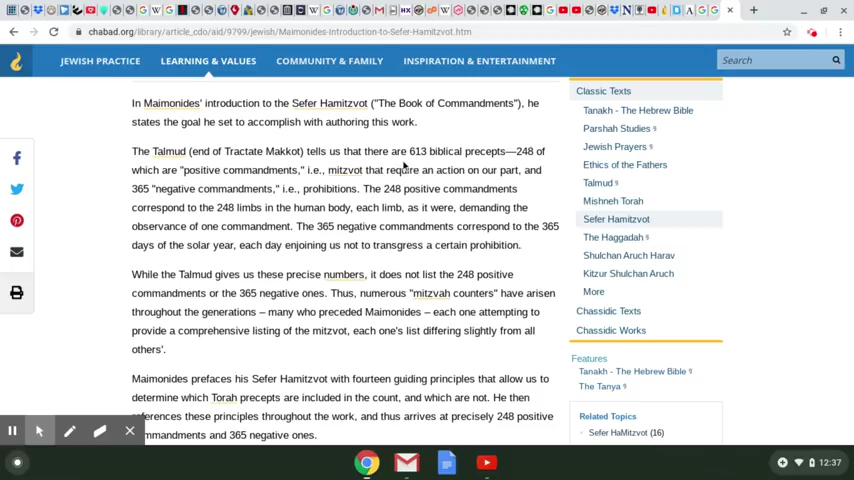 chabad.org/library/article_cdo/aid/9799/jewish/Maimonides-Introduction-to-Sefer-Hamitzvot.htm
JEWISH PRACTICE
LEARNING & VALUES
COMMUNITY & FAMILY
INSPIRATION & ENTERTAINMENT
Search
In Maimonides' introduction to the Sefer Hamitzvot ("The Book of Commandments"), he
states the goal he set to accomplish with authoring this work.
The Talmud (end of Tractate Makkot) tells us that there are 613 biblical precepts—248 of
which are "positive commandments," i.e., mitzvot that require an action on our part, and
365 "negative commandments," i.e., prohibitions. The 248 positive commandments
correspond to the 248 limbs in the human body, each limb, as it were, demanding the
observance of one commandment. The 365 negative commandments correspond to the 365
days of the solar year, each day enjoining us not to transgress a certain prohibition.
While the Talmud gives us these precise numbers, it does not list the 248 positive
commandments or the 365 negative ones. Thus, numerous "mitzvah counters" have arisen
throughout the generations – many who preceded Maimonides – each one attempting to
provide a comprehensive listing of the mitzvot, each one's list differing slightly from all
others'.
Maimonides prefaces his Sefer Hamitzvot with fourteen guiding principles that allow us to
determine which Torah precepts are included in the count, and which are not. He then
references these principles throughout the work, and thus arrives at precisely 248 positive
commandments and 365 negative ones.
Classic Texts
Tanakh - The Hebrew Bible
Parshah Studies
Jewish Prayers
Ethics of the Fathers
Talmud
Mishneh Torah
Sefer Hamitzvot
The Haggadah
Shulchan Aruch Harav
Kitzur Shulchan Aruch
More
Chassidic Texts
Chassidic Works
Features
Tanakh - The Hebrew Bible
The Tanya
Related Topics
Sefer HaMitzvot (16)
12:37